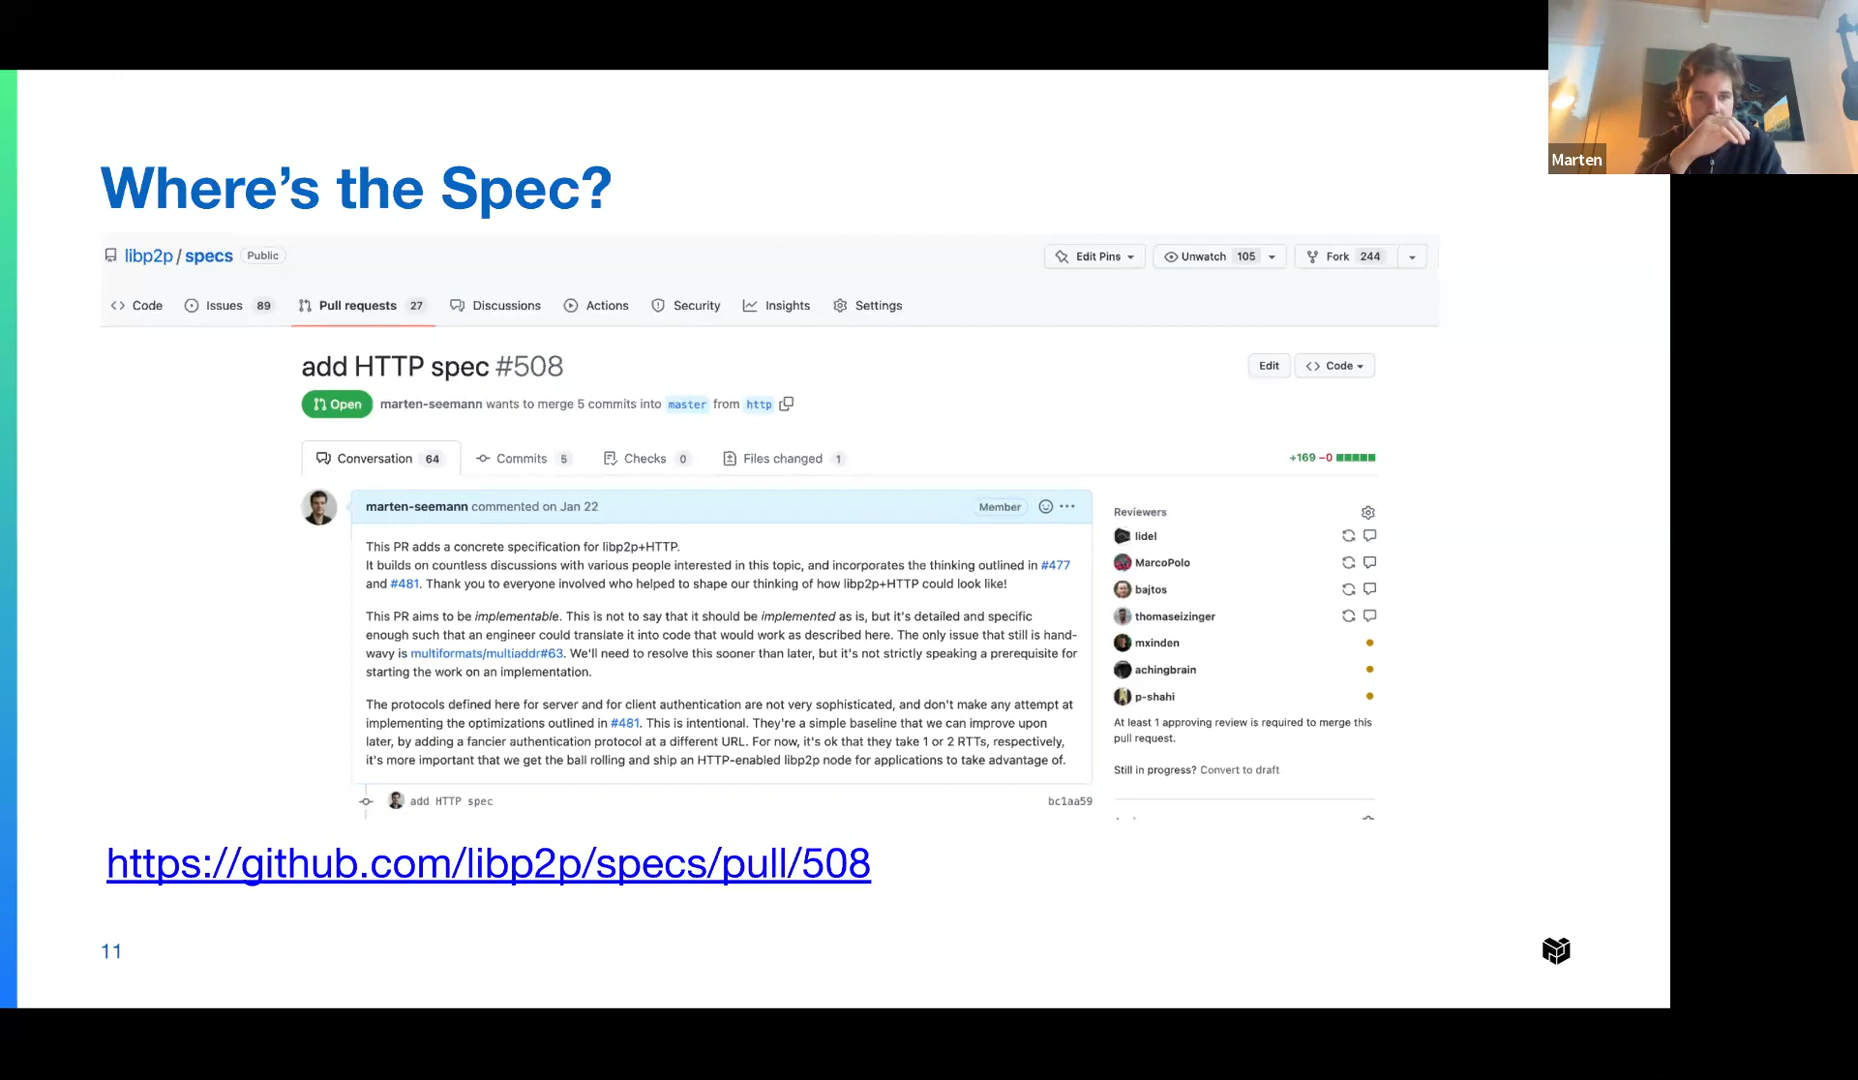 Marten
Where's the Spec?
libp2p / specs Public
Edit Pins
Unwatch 105
Fork 244
Code
Issues 89
Pull requests 27
Discussions
Actions
Security
Insights
Settings
add HTTP spec #508
Edit
Code
Open
marten-seemann wants to merge 5 commits into master from http
Conversation 64
Commits 5
Checks 0
Files changed 1
+169 −0
marten-seemann commented on Jan 22
Member
This PR adds a concrete specification for libp2p+HTTP.
It builds on countless discussions with various people interested in this topic, and incorporates the thinking outlined in #477
and #481. Thank you to everyone involved who helped to shape our thinking of how libp2p+HTTP could look like!
This PR aims to be implementable. This is not to say that it should be implemented as is, but it's detailed and specific
enough such that an engineer could translate it into code that would work as described here. The only issue that still is hand-
wavy is multiformats/multiaddr#63. We'll need to resolve this sooner than later, but it's not strictly speaking a prerequisite for
starting the work on an implementation.
The protocols defined here for server and for client authentication are not very sophisticated, and don't make any attempt at
implementing the optimizations outlined in #481. This is intentional. They're a simple baseline that we can improve upon
later, by adding a fancier authentication protocol at a different URL. For now, it's ok that they take 1 or 2 RTTs, respectively,
it's more important that we get the ball rolling and ship an HTTP-enabled libp2p node for applications to take advantage of.
add HTTP spec
bc1aa59
Reviewers
lidel
MarcoPolo
bajtos
thomaseizinger
mxinden
achingbrain
p-shahi
At least 1 approving review is required to merge this
pull request.
Still in progress? Convert to draft
https://github.com/libp2p/specs/pull/508
11